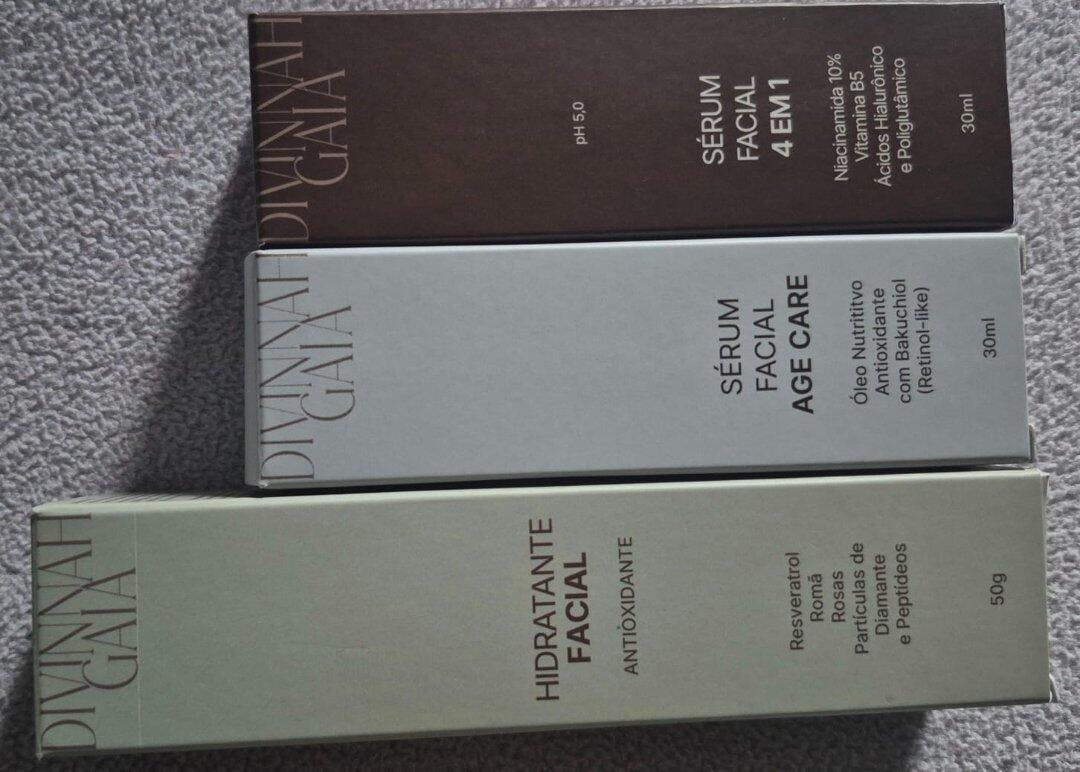 DIVINNAH
GAIA
HIDRATANTE
FACIAL
ANTIOXIDANTE
Resveratrol
Romã
Rosas
Partículas de
Diamante
e Peptídeos
50g
DIVINNAH
GAIA
SÉRUM
FACIAL
AGE CARE
Óleo Nutrititvo
Antioxidante
com Bakuchiol
(Retinol-like)
30ml
DIVINNAH
GAIA
pH 5,0
SÉRUM
FACIAL
4 EM 1
Niacinamida 10%
Vitamina B5
Ácidos Hialurônico
e Poliglutâmico
30ml